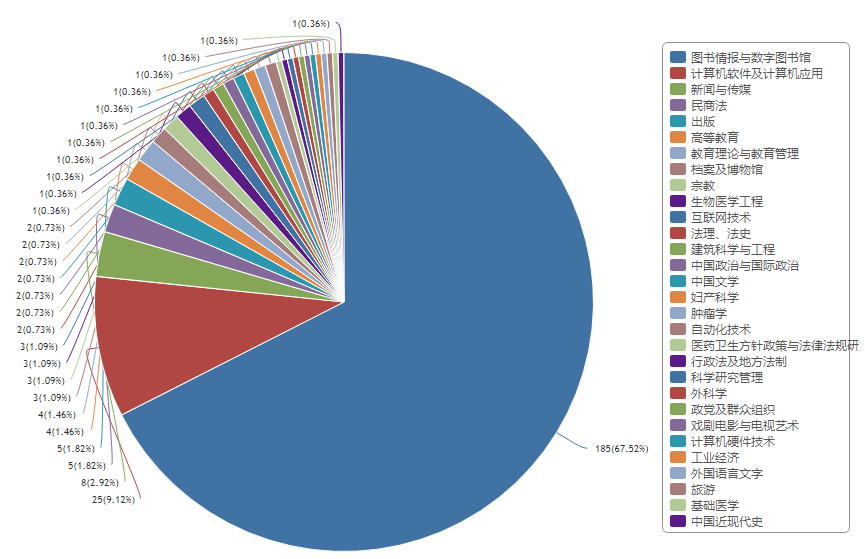 1(0.36%)
1(0.36%)
1(0.36%)
1(0.36%)
1(0.36%)
1(0.36%)
1(0.36%)
1(0.36%)
1(0.36%)
1(0.36%)
1(0.36%)
1(0.36%)
2(0.73%)
2(0.73%)
2(0.73%)
2(0.73%)
2(0.73%)
2(0.73%)
2(0.73%)
3(1.09%)
3(1.09%)
3(1.09%)
3(1.09%)
4(1.46%)
4(1.46%)
5(1.82%)
5(1.82%)
8(2.92%)
25(9.12%)
185(67.52%)
图书情报与数字图书馆
计算机软件及计算机应用
新闻与传媒
民商法
出版
高等教育
教育理论与教育管理
档案及博物馆
宗教
生物医学工程
互联网技术
法理、法史
建筑科学与工程
中国政治与国际政治
中国文学
妇产科学
肿瘤学
自动化技术
医药卫生方针政策与法律法规研
行政法及地方法制
科学研究管理
外科学
政党及群众组织
戏剧电影与电视艺术
计算机硬件技术
工业经济
外国语言文字
旅游
基础医学
中国近现代史